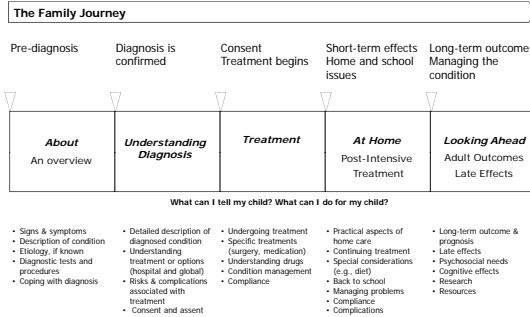 The Family Journey
Pre-diagnosis
Diagnosis is
confirmed
Consent
Treatment begins
Short-term effects
Home and school
issues
Long-term outcome
Managing the
condition
About
An overview
Understanding
Diagnosis
Treatment
At Home
Post-Intensive
Treatment
Looking Ahead
Adult Outcomes
Late Effects
What can I tell my child? What can I do for my child?
• Signs & symptoms
• Description of condition
• Etiology, if known
• Diagnostic tests and
procedures
• Coping with diagnosis
• Detailed description of
diagnosed condition
• Understanding
treatment or options
(hospital and global)
• Risks & complications
associated with
treatment
• Consent and assent
• Undergoing treatment
• Specific treatments
(surgery, medication)
• Understanding drugs
• Condition management
• Compliance
• Practical aspects of
home care
• Continuing treatment
• Special considerations
(e.g., diet)
• Back to school
• Managing problems
• Compliance
• Complications
• Long-term outcome &
prognosis
• Late effects
• Psychosocial needs
• Cognitive effects
• Research
• Resources